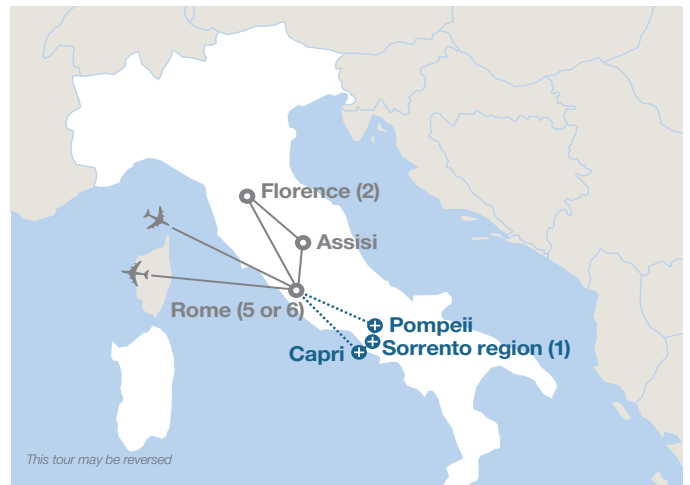 Florence (2)
Assisi
Rome (5 or 6)
Pompeii
Sorrento region (1)
Capri
This tour may be reversed